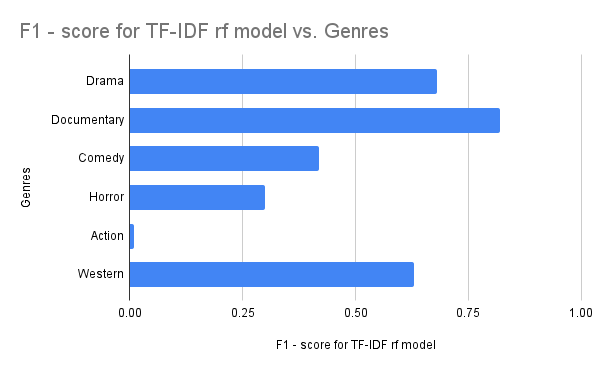 F1 - score for TF-IDF rf model vs. Genres
Genres
Drama
Documentary
Comedy
Horror
Action
Western
0.00 0.25 0.50 0.75 1.00
F1 - score for TF-IDF rf model